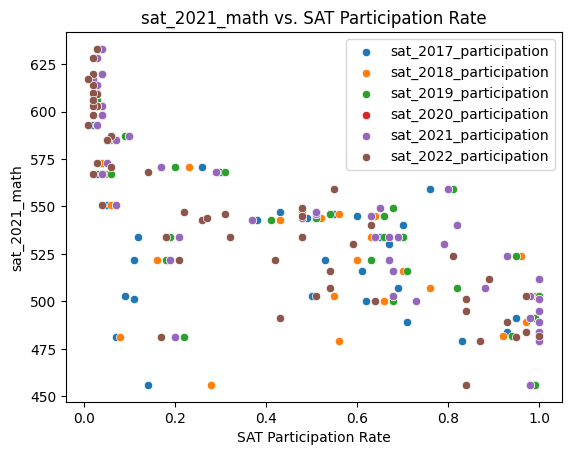 sat_2021_math vs. SAT Participation Rate
sat_2017_participation
sat_2018_participation
sat_2019_participation
sat_2020_participation
sat_2021_participation
sat_2022_participation
625
600
575
550
525
500
475
450
sat_2021_math
0.0 0.2 0.4 0.6 0.8 1.0
SAT Participation Rate